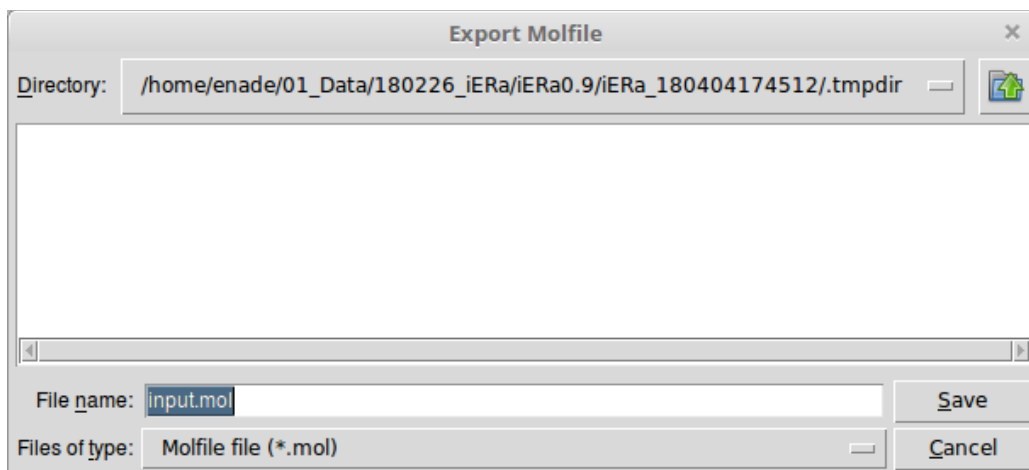 Export Molfile
Directory: /home/enade/01_Data/180226_iERa/iERa0.9/iERa_180404174512/.tmpdir
File name: input.mol Save
Files of type: Molfile file (*.mol) Cancel